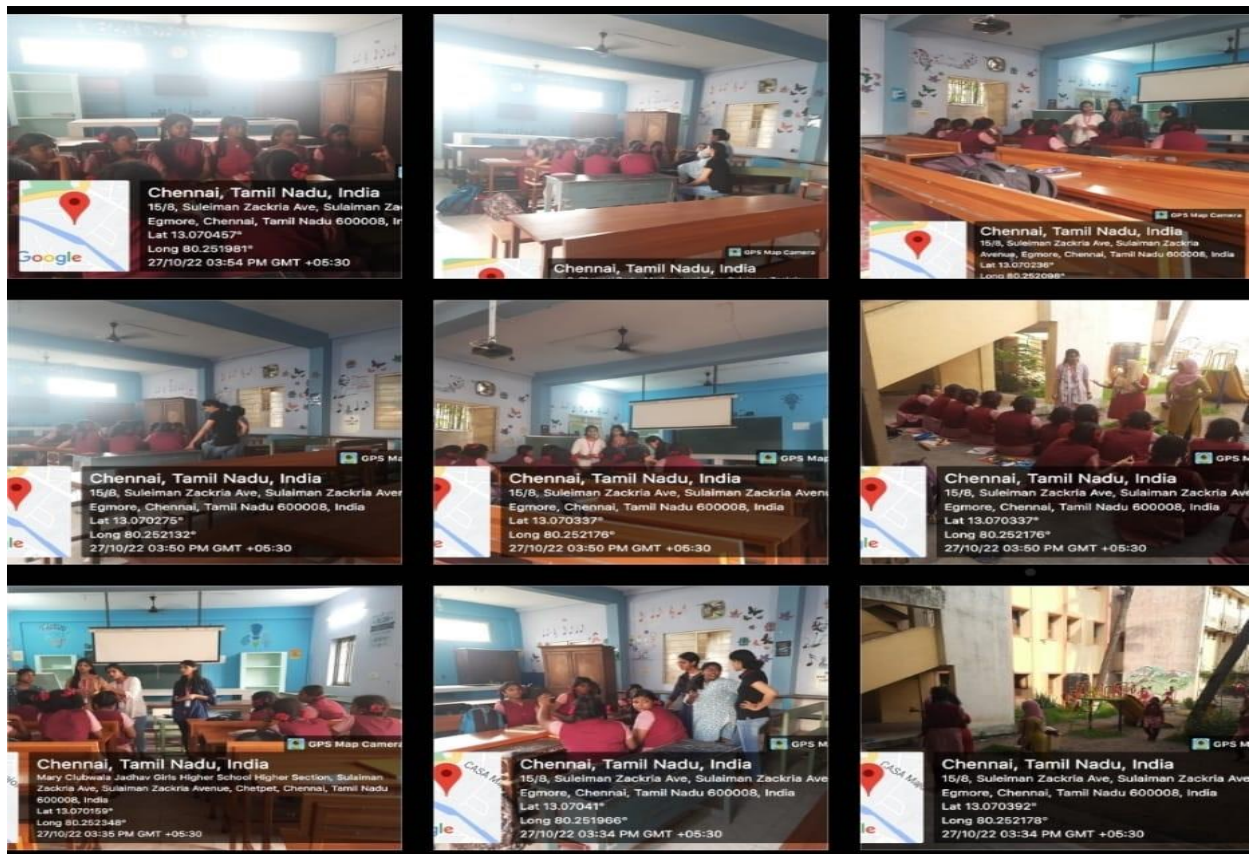 Chennai, Tamil Nadu, India
15/8, Suleiman Zackria Ave, Sulaiman Za
Egmore, Chennai, Tamil Nadu 600008, In
Lat 13.070457°
Long 80.251981°
27/10/22 03:54 PM GMT +05:30
Google
GPS Map Camera
Chennai, Tamil Nadu, India
GPS Map Camera
Chennai, Tamil Nadu, India
15/8, Suleiman Zackria Ave, Sulaiman Zackria
Avenue, Egmore, Chennai, Tamil Nadu 600008, India
Lat 13.070236°
Long 80.252098°
GPS Ma
Chennai, Tamil Nadu, India
15/8, Suleiman Zackria Ave, Sulaiman Zackria Aver
Egmore, Chennai, Tamil Nadu 600008, India
Lat 13.070275°
Long 80.252132°
27/10/22 03:50 PM GMT +05:30
gle
GPS Map
Chennai, Tamil Nadu, India
15/8, Suleiman Zackria Ave, Sulaiman Zackria Avenu
Egmore, Chennai, Tamil Nadu 600008, India
Lat 13.070337°
Long 80.252176°
27/10/22 03:50 PM GMT +05:30
gle
GPS M
Chennai, Tamil Nadu, India
15/8, Suleiman Zackria Ave, Sulaiman Zackria Ave
Egmore, Chennai, Tamil Nadu 600008, India
Lat 13.070337°
Long 80.252176°
27/10/22 03:50 PM GMT +05:30
gle
GPS Map Camera
Chennai, Tamil Nadu, India
Mary Clubwala Jadhav Girls Higher School Higher Section, Sulaiman
Zackria Ave, Sulaiman Zackria Avenue, Chetpet, Chennai, Tamil Nadu
600008, India
Lat 13.070159°
Long 80.252348°
27/10/22 03:35 PM GMT +05:30
GPS M
Chennai, Tamil Nadu, India
15/8, Suleiman Zackria Ave, Sulaiman Zackria Ave
Egmore, Chennai, Tamil Nadu 600008, India
Lat 13.07041°
Long 80.251966°
27/10/22 03:34 PM GMT +05:30
CASA Ma
gle
GPS M
Chennai, Tamil Nadu, India
15/8, Suleiman Zackria Ave, Sulaiman Zackria Ave
Egmore, Chennai, Tamil Nadu 600008, India
Lat 13.070392°
Long 80.252178°
27/10/22 03:34 PM GMT +05:30
CASA Ma
gle